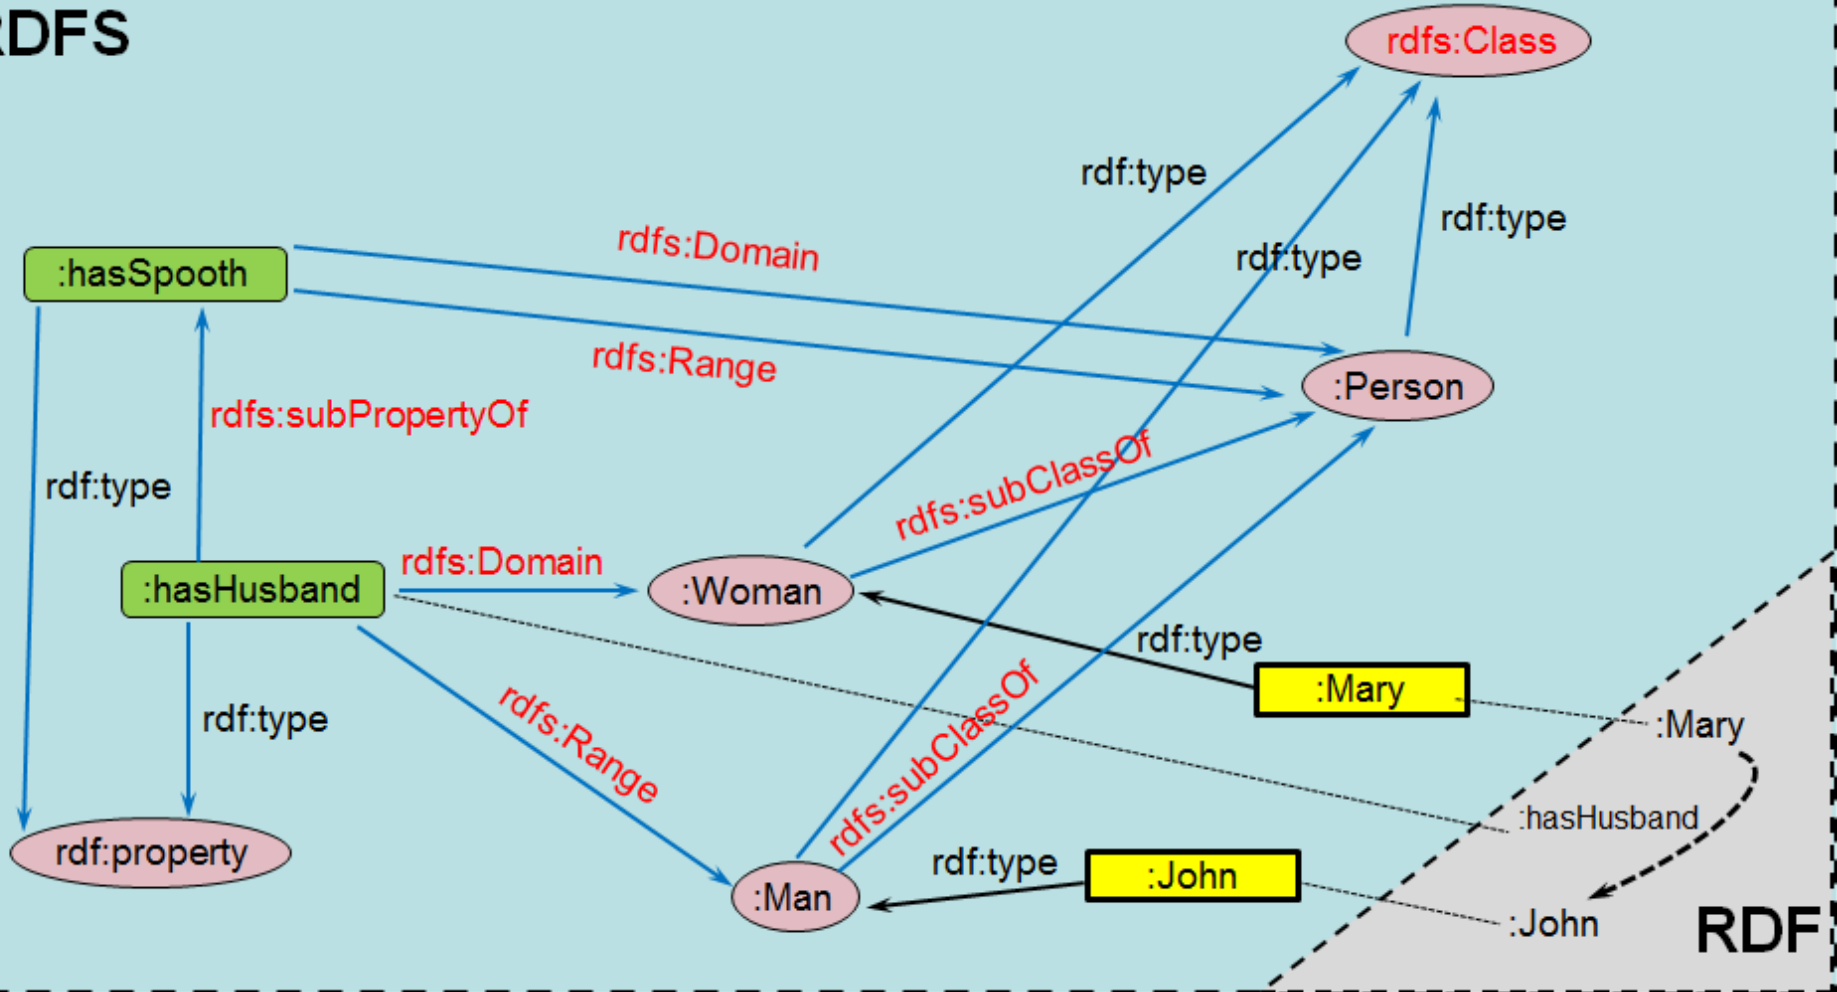 RDFS
rdfs:Class
rdf:type
rdf:type
rdf:type
rdfs:Domain
:hasSpooth
rdfs:Range
:Person
rdfs:subPropertyOf
rdfs:subClassOf
rdf:type
rdfs:Domain
:hasHusband
:Woman
rdf:type
:Mary
rdf:type
rdfs:Range
rdfs:subClassOf
:Mary
:hasHusband
rdf:property
rdf:type
:John
:Man
:John
RDF